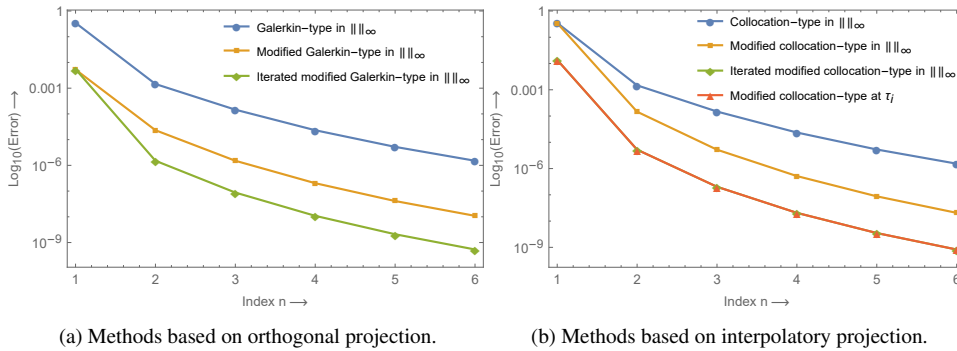 Log10(Error) ⟶
10^-1
0.001
10^-6
10^-9
Galerkin-type in ∥∥∞
Modified Galerkin-type in ∥∥∞
Iterated modified Galerkin-type in ∥∥∞
1 2 3 4 5 6
Index n ⟶
(a) Methods based on orthogonal projection.
Log10(Error) ⟶
10^-1
0.001
10^-6
10^-9
Collocation-type in ∥∥∞
Modified collocation-type in ∥∥∞
Iterated modified collocation-type in ∥∥∞
Modified collocation-type at τi
1 2 3 4 5 6
Index n ⟶
(b) Methods based on interpolatory projection.